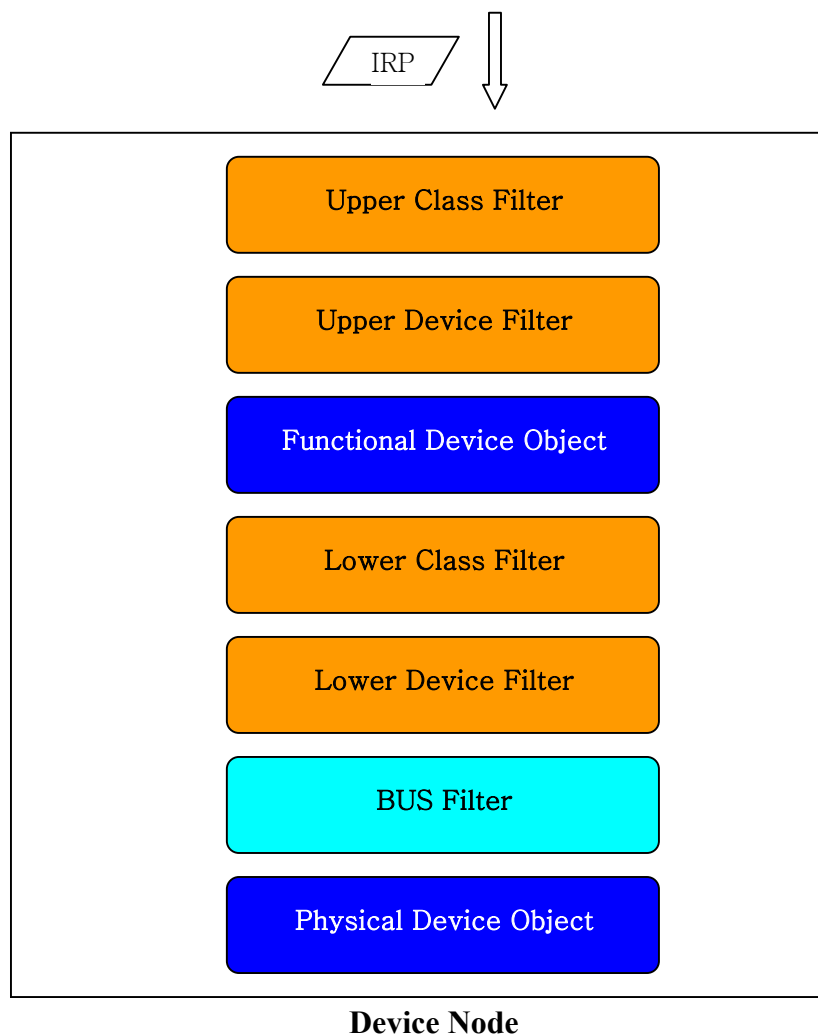 IRP
Upper Class Filter
Upper Device Filter
Functional Device Object
Lower Class Filter
Lower Device Filter
BUS Filter
Physical Device Object
Device Node